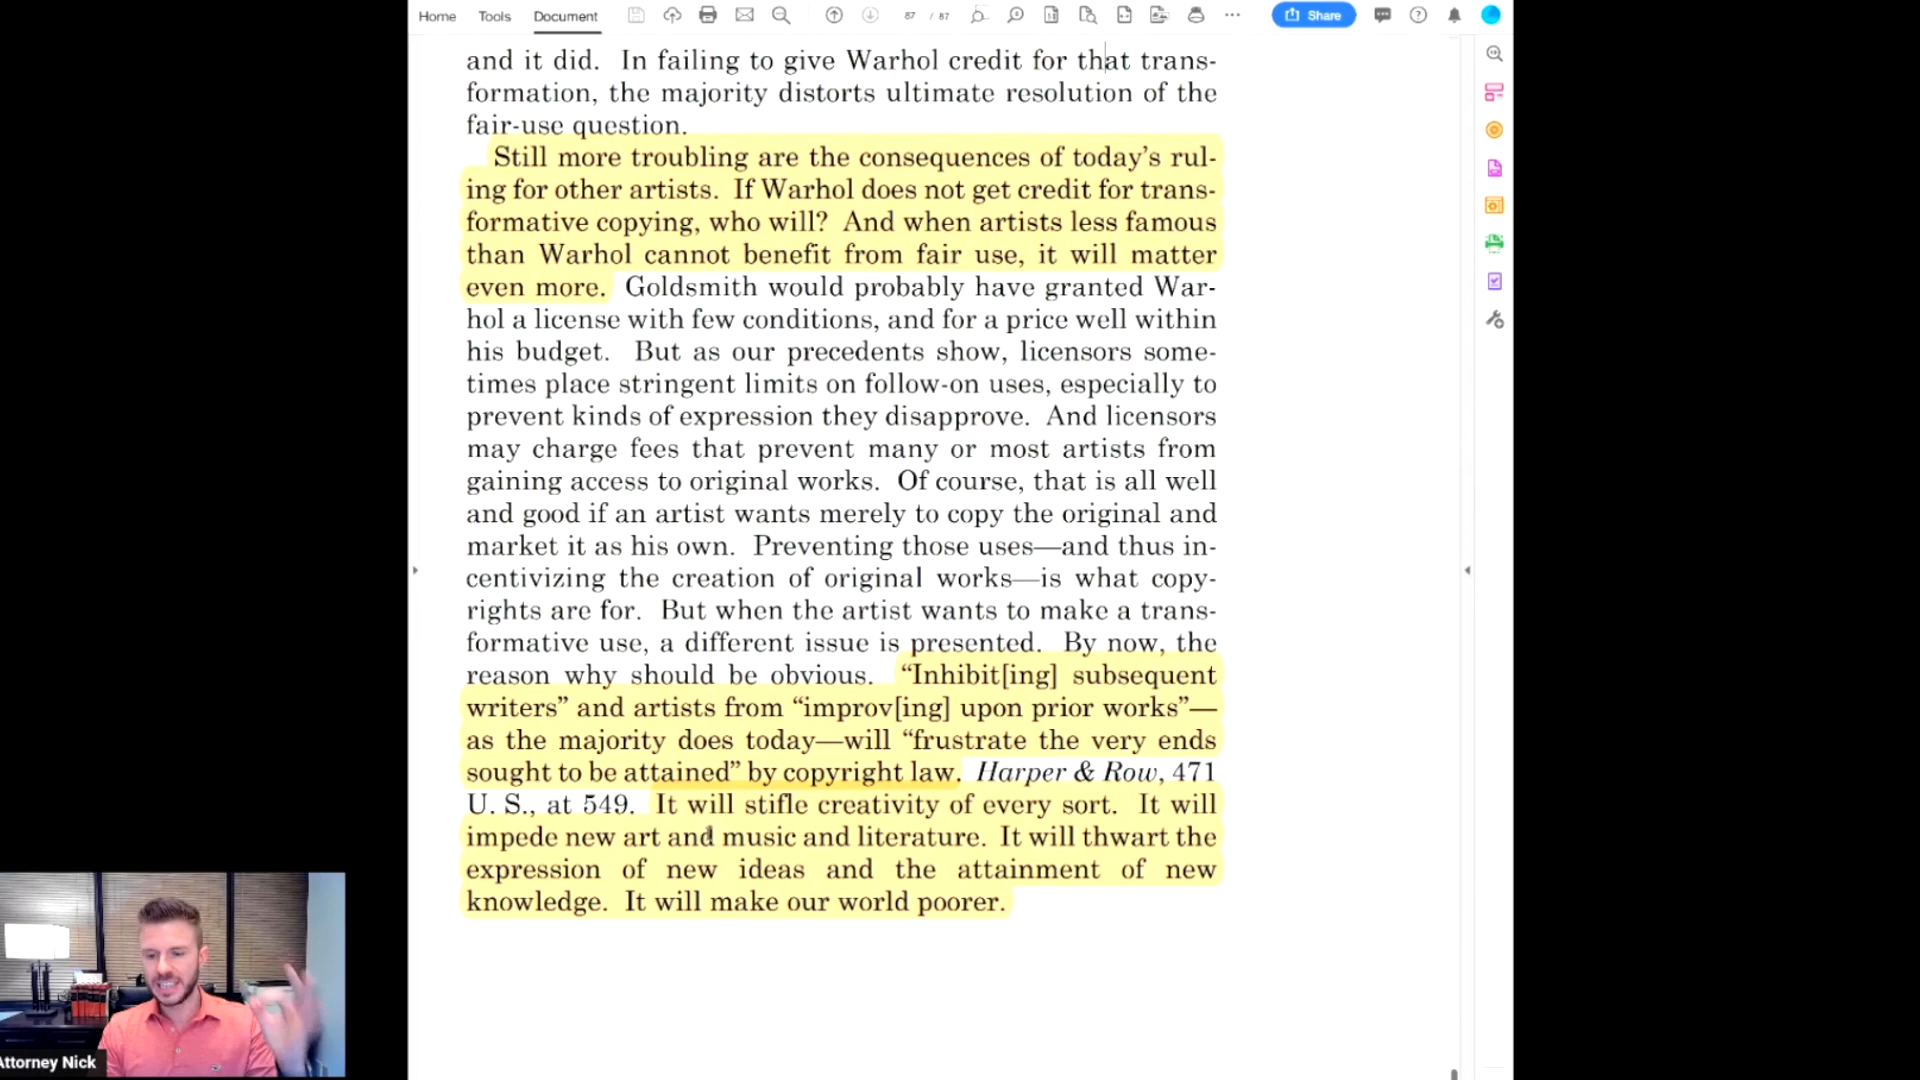 Home Tools Document 87 / 87 Share
and it did. In failing to give Warhol credit for that trans-
formation, the majority distorts ultimate resolution of the
fair-use question.
Still more troubling are the consequences of today’s rul-
ing for other artists. If Warhol does not get credit for trans-
formative copying, who will? And when artists less famous
than Warhol cannot benefit from fair use, it will matter
even more. Goldsmith would probably have granted War-
hol a license with few conditions, and for a price well within
his budget. But as our precedents show, licensors some-
times place stringent limits on follow-on uses, especially to
prevent kinds of expression they disapprove. And licensors
may charge fees that prevent many or most artists from
gaining access to original works. Of course, that is all well
and good if an artist wants merely to copy the original and
market it as his own. Preventing those uses—and thus in-
centivizing the creation of original works—is what copy-
rights are for. But when the artist wants to make a trans-
formative use, a different issue is presented. By now, the
reason why should be obvious. “Inhibit[ing] subsequent
writers” and artists from “improv[ing] upon prior works”—
as the majority does today—will “frustrate the very ends
sought to be attained” by copyright law. Harper & Row, 471
U. S., at 549. It will stifle creativity of every sort. It will
impede new art and music and literature. It will thwart the
expression of new ideas and the attainment of new
knowledge. It will make our world poorer.
Attorney Nick